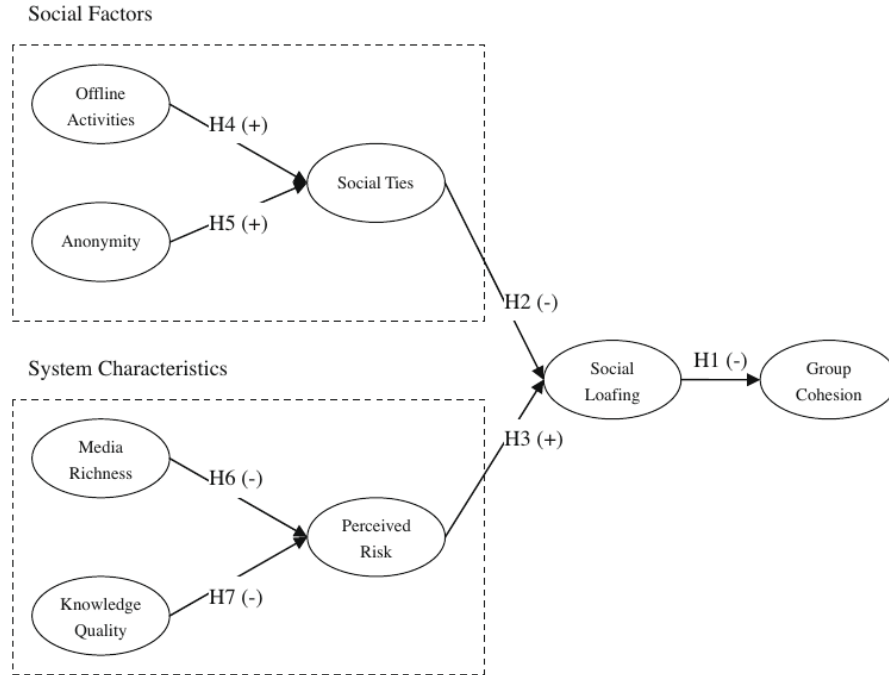 Social Factors
Offline
Activities
H4 (+)
Social Ties
Anonymity
H5 (+)
H2 (-)
System Characteristics
Social
Loafing
H1 (-)
Group
Cohesion
Media
Richness
H3 (+)
H6 (-)
Perceived
Risk
Knowledge
Quality
H7 (-)